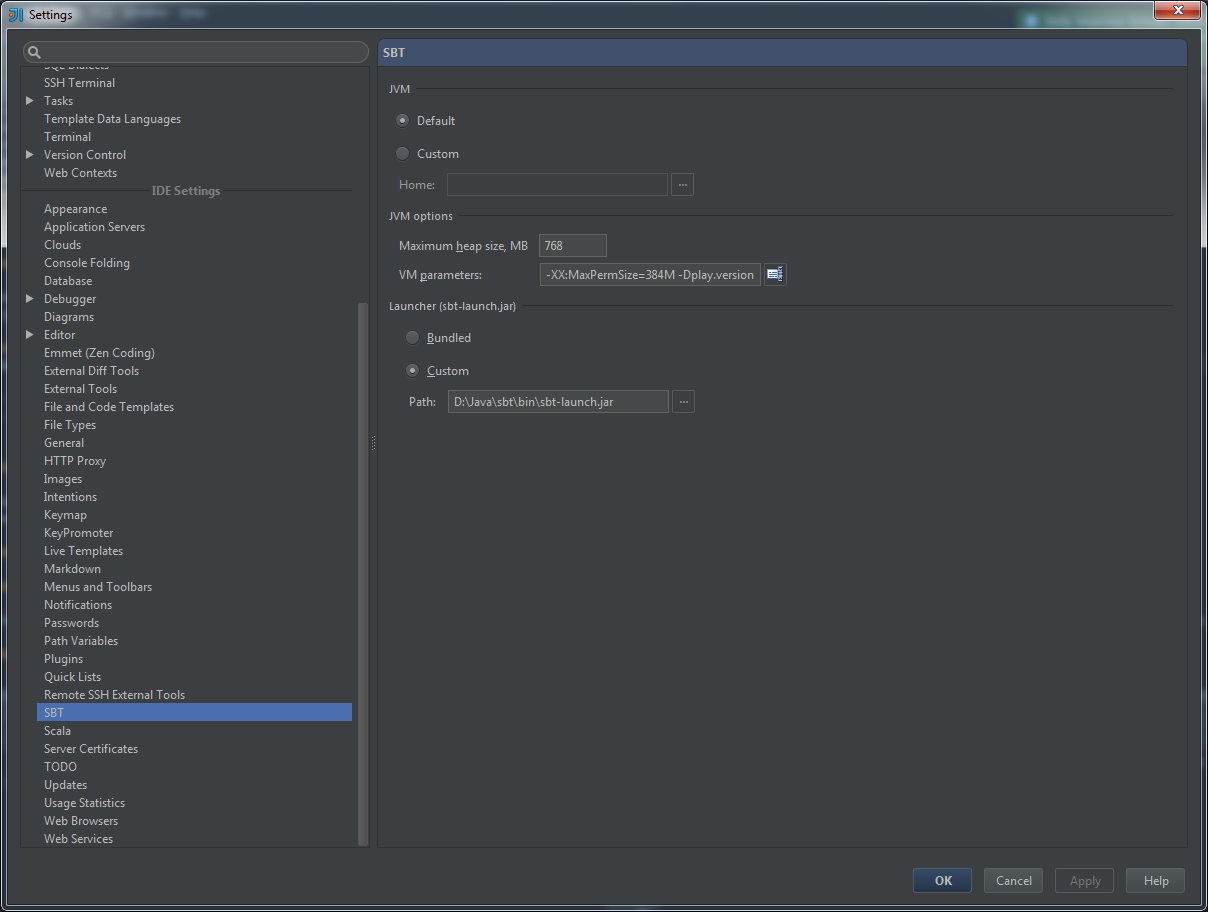 Settings
SSH Terminal
Tasks
Template Data Languages
Terminal
Version Control
Web Contexts
IDE Settings
Appearance
Application Servers
Clouds
Console Folding
Database
Debugger
Diagrams
Editor
Emmet (Zen Coding)
External Diff Tools
External Tools
File and Code Templates
File Types
General
HTTP Proxy
Images
Intentions
Keymap
KeyPromoter
Live Templates
Markdown
Menus and Toolbars
Notifications
Passwords
Path Variables
Plugins
Quick Lists
Remote SSH External Tools
SBT
Scala
Server Certificates
TODO
Updates
Usage Statistics
Web Browsers
Web Services
SBT
JVM
Default
Custom
Home: ...
JVM options
Maximum heap size, MB 768
VM parameters: -XX:MaxPermSize=384M -Dplay.version
Launcher (sbt-launch.jar)
Bundled
Custom
Path: D:\Java\sbt\bin\sbt-launch.jar ...
OK Cancel Apply Help